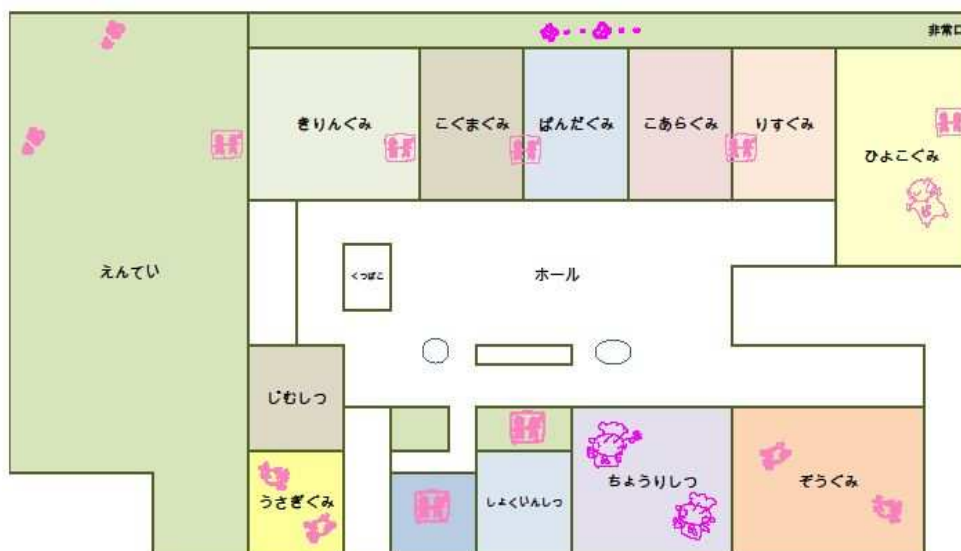 非常口
きりんぐみ
こぐまぐみ
ぱんだぐみ
こあらぐみ
りすぐみ
ひよこぐみ
えんてい
くつばこ
ホール
じむしつ
うさぎぐみ
しょくいんしつ
ちょうりしつ
ぞうぐみ